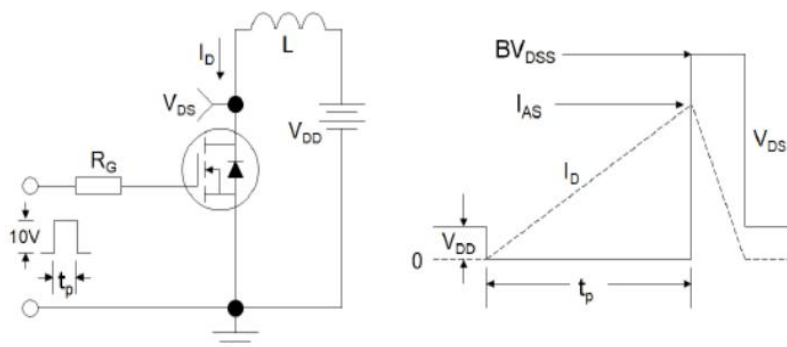 I_D
L
V_DS
V_DD
R_G
10V
t_p
BV_DSS
I_AS
I_D
V_DS
V_DD
0
t_p